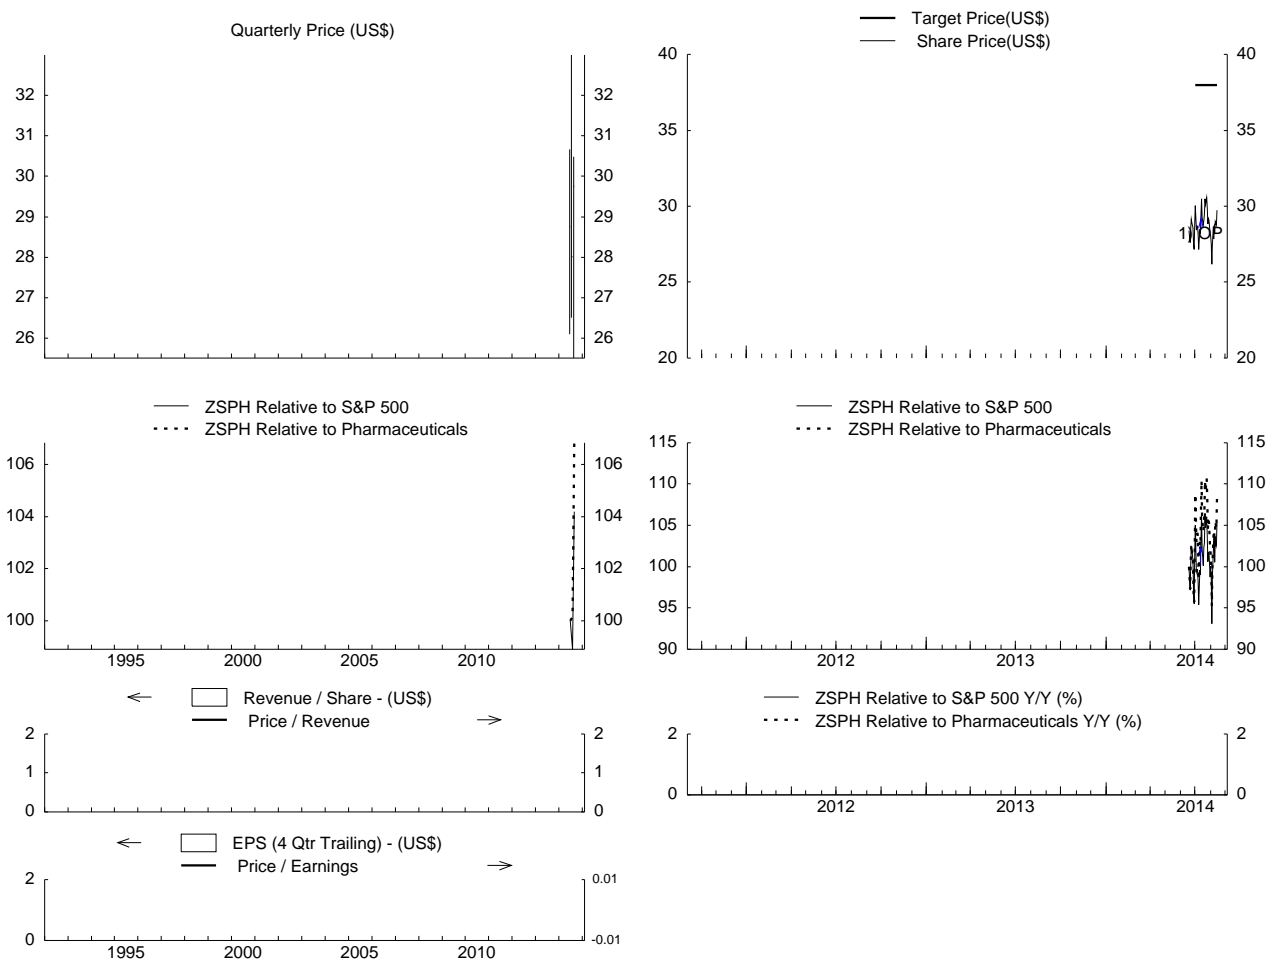 Quarterly Price (US$)
32 32
31 31
30 30
29 29
28 28
27 27
26 26
Target Price(US$)
Share Price(US$)
40 40
35 35
30 30
1 OP
25 25
20 20
ZSPH Relative to S&P 500
ZSPH Relative to Pharmaceuticals
106 106
104 104
102 102
100 100
1995 2000 2005 2010
ZSPH Relative to S&P 500
ZSPH Relative to Pharmaceuticals
115 115
110 110
105 105
100 100
95 95
90 90
2012 2013 2014
Revenue / Share - (US$)
Price / Revenue
2 2
1 1
0 0
ZSPH Relative to S&P 500 Y/Y (%)
ZSPH Relative to Pharmaceuticals Y/Y (%)
2 2
0 0
2012 2013 2014
EPS (4 Qtr Trailing) - (US$)
Price / Earnings
2 0.01
0 -0.01
1995 2000 2005 2010